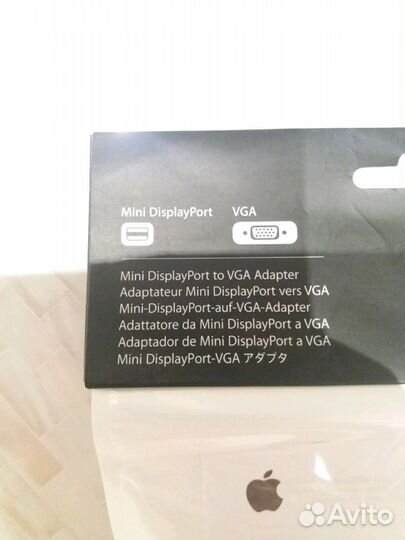 Mini DisplayPort VGA
Mini DisplayPort to VGA Adapter
Adaptateur Mini DisplayPort vers VGA
Mini-DisplayPort-auf-VGA-Adapter
Adattatore da Mini DisplayPort a VGA
Adaptador de Mini DisplayPort a VGA
Mini DisplayPort-VGA アダプタ
Avito